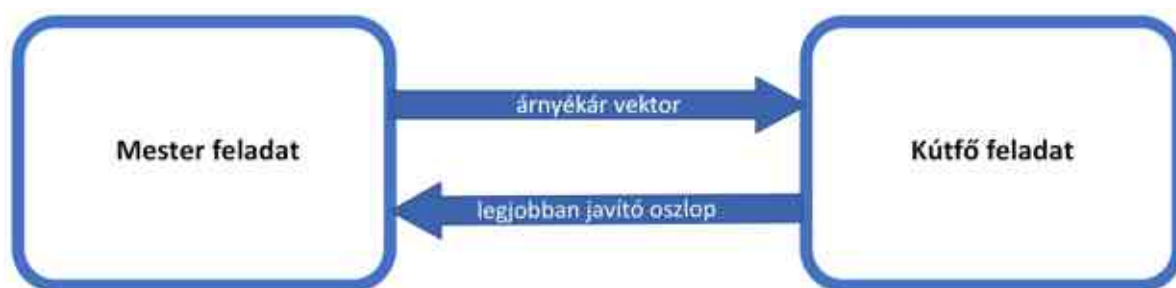 Mester feladat
árnyékár vektor
legjobban javító oszlop
Kútfő feladat